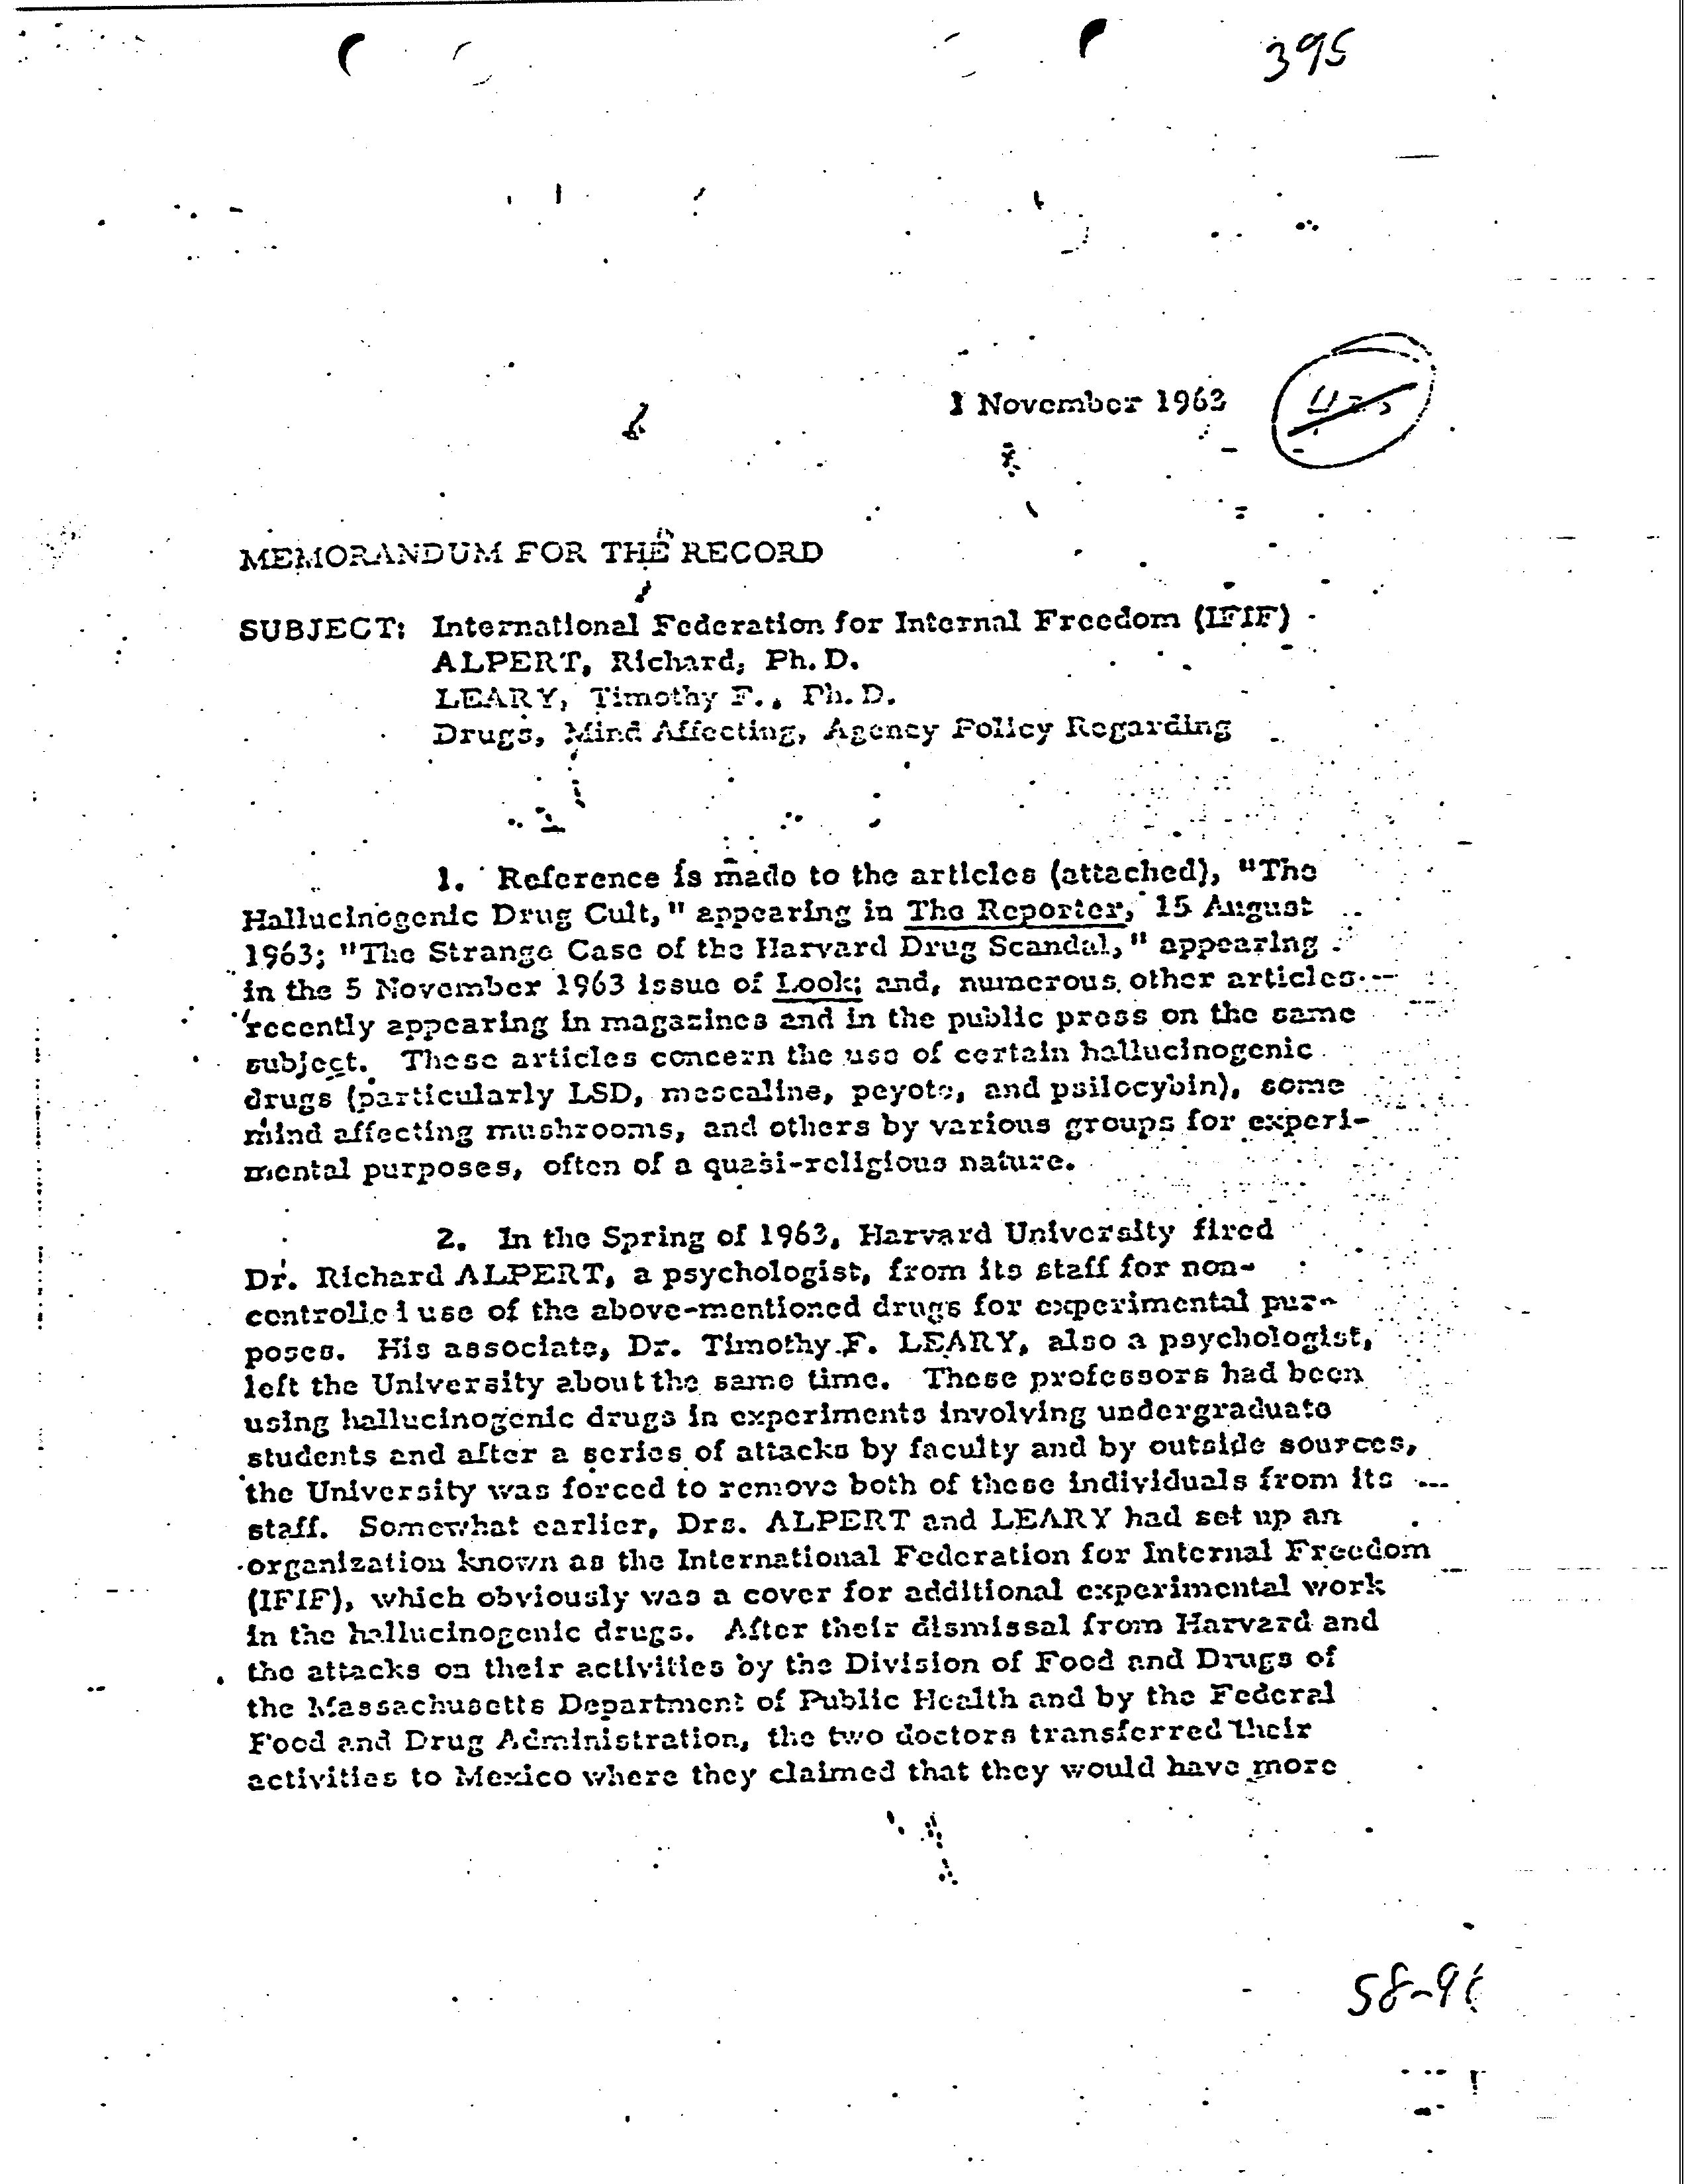 395
1 November 1963
MEMORANDUM FOR THE RECORD
SUBJECT: International Federation for Internal Freedom (IFIF)
ALPERT, Richard, Ph. D.
LEARY, Timothy F., Ph. D.
Drugs, Mind Affecting, Agency Policy Regarding
1. Reference is made to the articles (attached), "The
Hallucinogenic Drug Cult," appearing in The Reporter, 15 August
1963; "The Strange Case of the Harvard Drug Scandal," appearing
in the 5 November 1963 issue of Look; and, numerous other articles
recently appearing in magazines and in the public press on the same
subject. These articles concern the use of certain hallucinogenic
drugs (particularly LSD, mescaline, peyote, and psilocybin), some
mind affecting mushrooms, and others by various groups for experi-
mental purposes, often of a quasi-religious nature.
2. In the Spring of 1963, Harvard University fired
Dr. Richard ALPERT, a psychologist, from its staff for non-
controlled use of the above-mentioned drugs for experimental pur-
poses. His associate, Dr. Timothy F. LEARY, also a psychologist,
left the University about the same time. These professors had been
using hallucinogenic drugs in experiments involving undergraduate
students and after a series of attacks by faculty and by outside sources,
the University was forced to remove both of these individuals from its
staff. Somewhat earlier, Drs. ALPERT and LEARY had set up an
organization known as the International Federation for Internal Freedom
(IFIF), which obviously was a cover for additional experimental work
in the hallucinogenic drugs. After their dismissal from Harvard and
the attacks on their activities by the Division of Food and Drugs of
the Massachusetts Department of Public Health and by the Federal
Food and Drug Administration, the two doctors transferred their
activities to Mexico where they claimed that they would have more